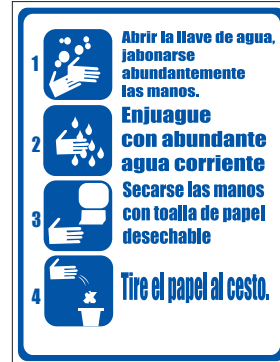 1
Abrir la llave de agua,
jabonarse
abundantemente
las manos.
2
Enjuague
con abundante
agua corriente
3
Secarse las manos
con toalla de papel
desechable
4
Tire el papel al cesto.